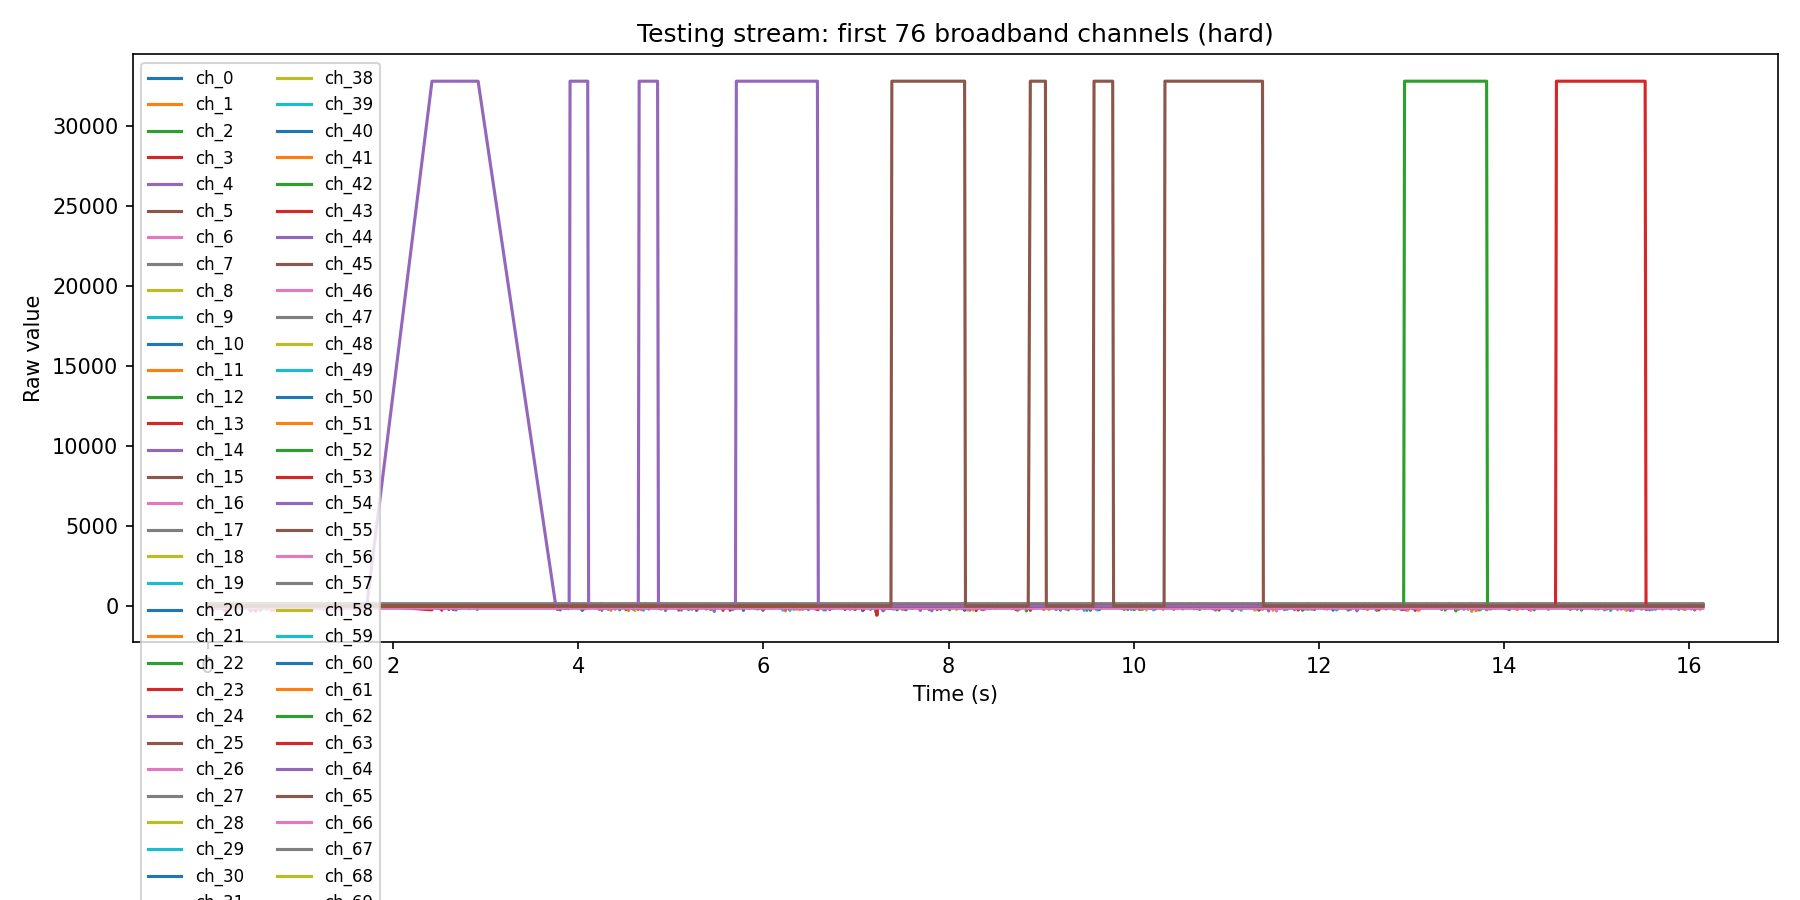 Testing stream: first 76 broadband channels (hard)
Raw value
30000
25000
20000
15000
10000
5000
0
ch_0 ch_38
ch_1 ch_39
ch_2 ch_40
ch_3 ch_41
ch_4 ch_42
ch_5 ch_43
ch_6 ch_44
ch_7 ch_45
ch_8 ch_46
ch_9 ch_47
ch_10 ch_48
ch_11 ch_49
ch_12 ch_50
ch_13 ch_51
ch_14 ch_52
ch_15 ch_53
ch_16 ch_54
ch_17 ch_55
ch_18 ch_56
ch_19 ch_57
ch_20 ch_58
ch_21 ch_59
ch_22 ch_60
ch_23 ch_61
ch_24 ch_62
ch_25 ch_63
ch_26 ch_64
ch_27 ch_65
ch_28 ch_66
ch_29 ch_67
ch_30 ch_68
ch_31 ch_69
0 2 4 6 8 10 12 14 16
Time (s)